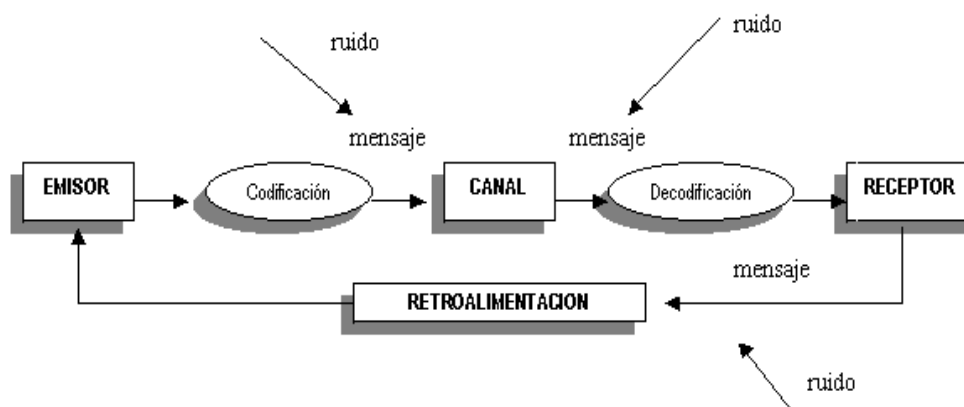 ruido
ruido
mensaje
mensaje
EMISOR
Codificación
CANAL
Decodificación
RECEPTOR
mensaje
RETROALIMENTACION
ruido